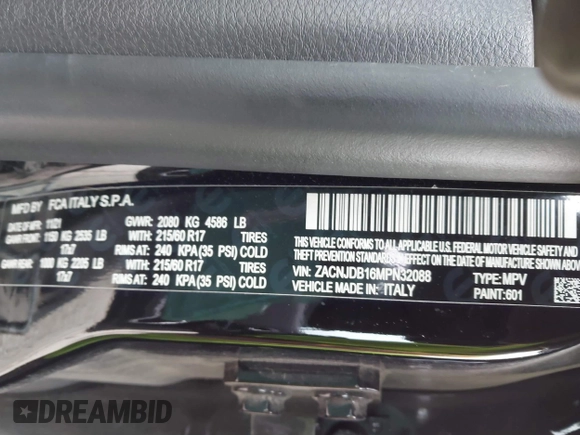 MFD BY FCA ITALY S.P.A.
DATE OF MFR: 11/21 GVWR: 2080 KG 4586 LB
GAWR FRONT: 1150 KG 2535 LB WITH: 215/60 R17 TIRES
17x7 RIMS AT: 240 KPA (35 PSI) COLD
GAWR REAR: 1000 KG 2205 LB WITH: 215/60 R17 TIRES
17x7 RIMS AT: 240 KPA (35 PSI) COLD
THIS VEHICLE CONFORMS TO ALL APPLICABLE U.S. FEDERAL MOTOR VEHICLE SAFETY,
BUMPER, AND THEFT PREVENTION STANDARDS IN EFFECT ON THE DATE OF MANUFACTURE SHOWN ABOVE.
VIN: ZACNJDB16MPN32088 TYPE: MPV
VEHICLE MADE IN: ITALY PAINT: 601
DREAMBID